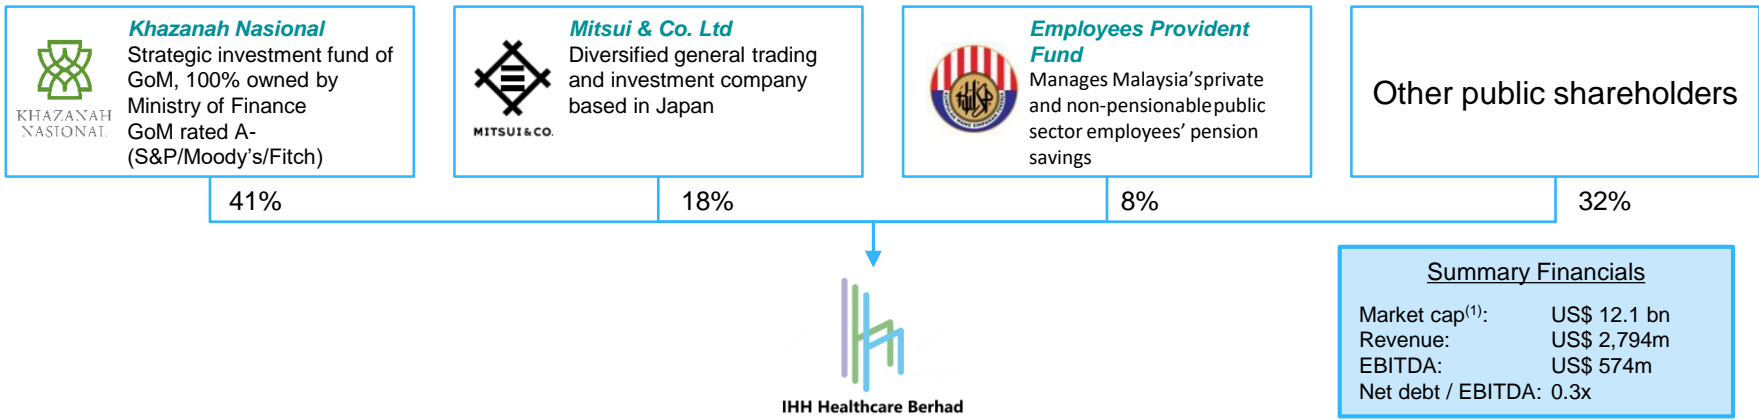 Khazanah Nasional
Strategic investment fund of
GoM, 100% owned by
Ministry of Finance
GoM rated A-
(S&P/Moody's/Fitch)
KHAZANAH
NASIONAL
Mitsui & Co. Ltd
Diversified general trading
and investment company
based in Japan
MITSUI&CO.
Employees Provident
Fund
Manages Malaysia'sprivate
and non-pensionablepublic
sector employees' pension
savings
Other public shareholders
41%
18%
8%
32%
IHH Healthcare Berhad
Summary Financials
Market cap(1): US$ 12.1 bn
Revenue: US$ 2,794m
EBITDA: US$ 574m
Net debt / EBITDA: 0.3x